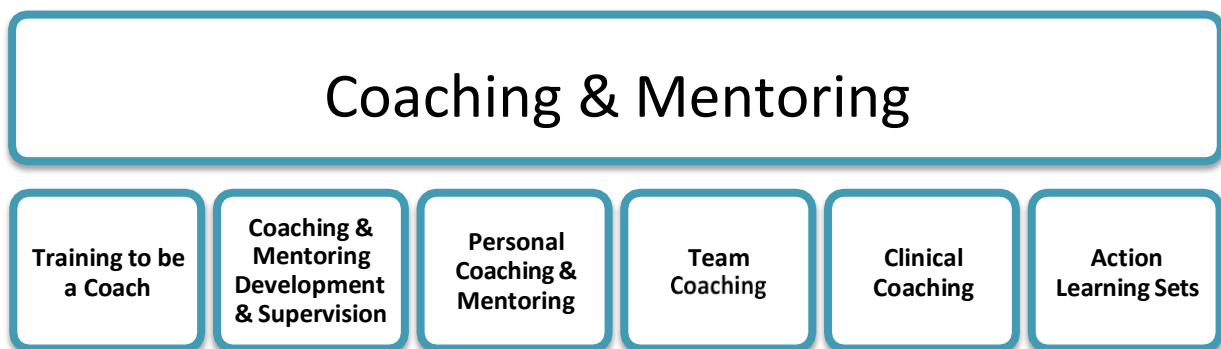 Coaching & Mentoring
Training to be
a Coach
Coaching &
Mentoring
Development
& Supervision
Personal
Coaching &
Mentoring
Team
Coaching
Clinical
Coaching
Action
Learning Sets